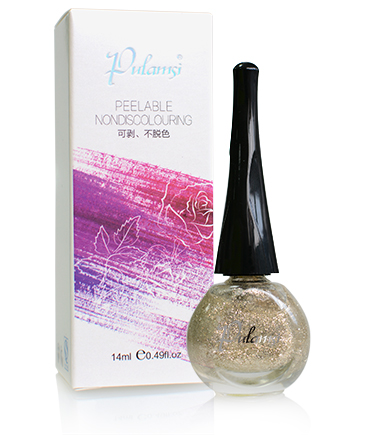 Pulamsi
PEELABLE
NONDISCOLOURING
可剥、不脱色
14ml ℮0.49fl.oz
Pulamsi